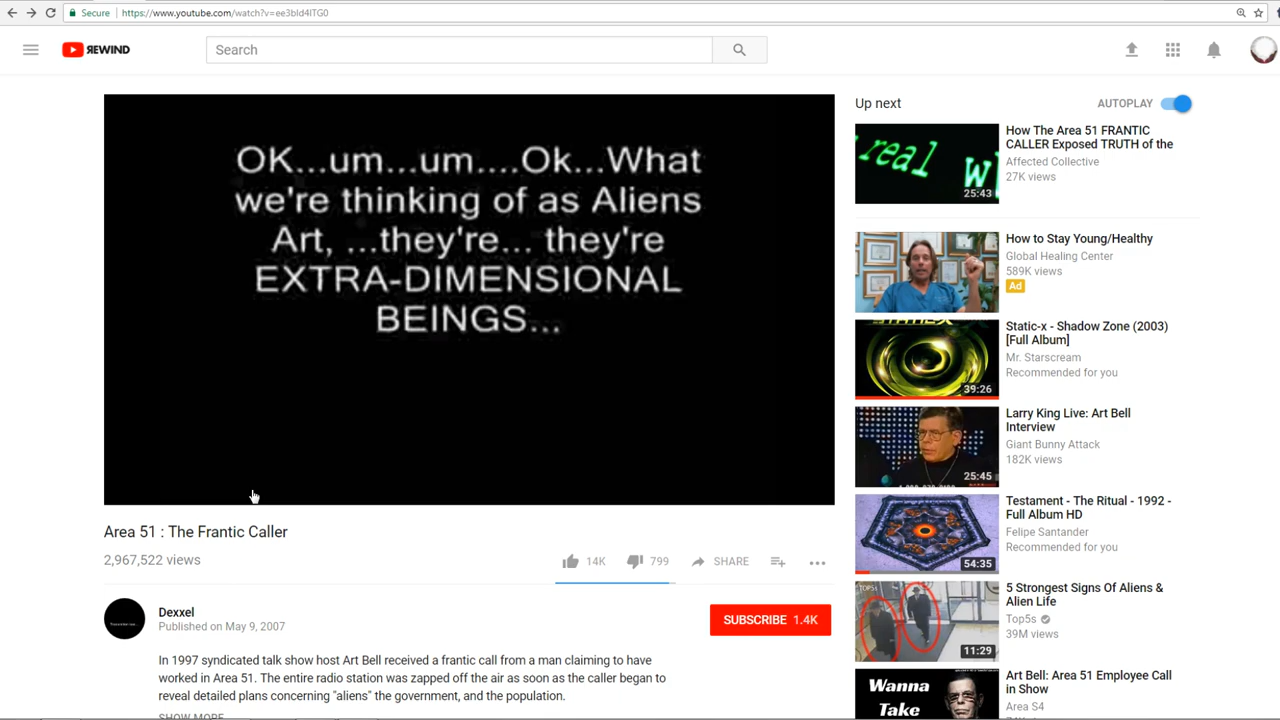 Secure https://www.youtube.com/watch?v=ee3bld4lTG0
REWIND
Search
OK...um...um....Ok...What
we're thinking of as Aliens
Art, ...they're... they're
EXTRA-DIMENSIONAL
BEINGS...
Area 51 : The Frantic Caller
2,967,522 views
14K 799 SHARE
Dexxel
Published on May 9, 2007
SUBSCRIBE 1.4K
In 1997 syndicated talk show host Art Bell received a frantic call from a man claiming to have
worked in Area 51. The entire radio station was zapped off the air as soon as the caller began to
reveal detailed plans concerning "aliens" the government, and the population.
SHOW MORE
Up next AUTOPLAY
real W
25:43
How The Area 51 FRANTIC
CALLER Exposed TRUTH of the
Affected Collective
27K views
How to Stay Young/Healthy
Global Healing Center
589K views
Ad
39:26
Static-x - Shadow Zone (2003)
[Full Album]
Mr. Starscream
Recommended for you
25:45
Larry King Live: Art Bell
Interview
Giant Bunny Attack
182K views
54:35
Testament - The Ritual - 1992 -
Full Album HD
Felipe Santander
Recommended for you
TOP5S
11:29
5 Strongest Signs Of Aliens &
Alien Life
Top5s
39M views
Wanna
Take
Art Bell: Area 51 Employee Call
in Show
Area S4